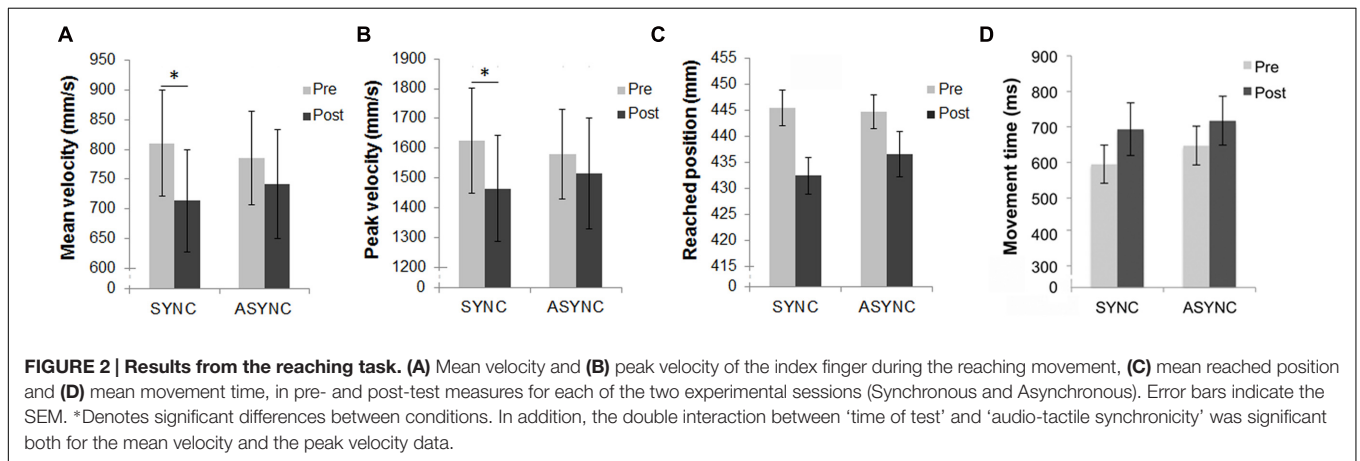 A
B
C
D
Mean velocity (mm/s)
950
900
850
800
750
700
650
600
0
*
Pre
Post
SYNC
ASYNC
Peak velocity (mm/s)
1900
1800
1700
1600
1500
1400
1300
1200
0
*
Pre
Post
SYNC
ASYNC
Reached position (mm)
455
450
445
440
435
430
425
420
415
0
Pre
Post
SYNC
ASYNC
Movement time (ms)
900
800
700
600
500
400
300
0
Pre
Post
SYNC
ASYNC
FIGURE 2 | Results from the reaching task. (A) Mean velocity and (B) peak velocity of the index finger during the reaching movement, (C) mean reached position
and (D) mean movement time, in pre- and post-test measures for each of the two experimental sessions (Synchronous and Asynchronous). Error bars indicate the
SEM. *Denotes significant differences between conditions. In addition, the double interaction between ‘time of test’ and ‘audio-tactile synchronicity’ was significant
both for the mean velocity and the peak velocity data.